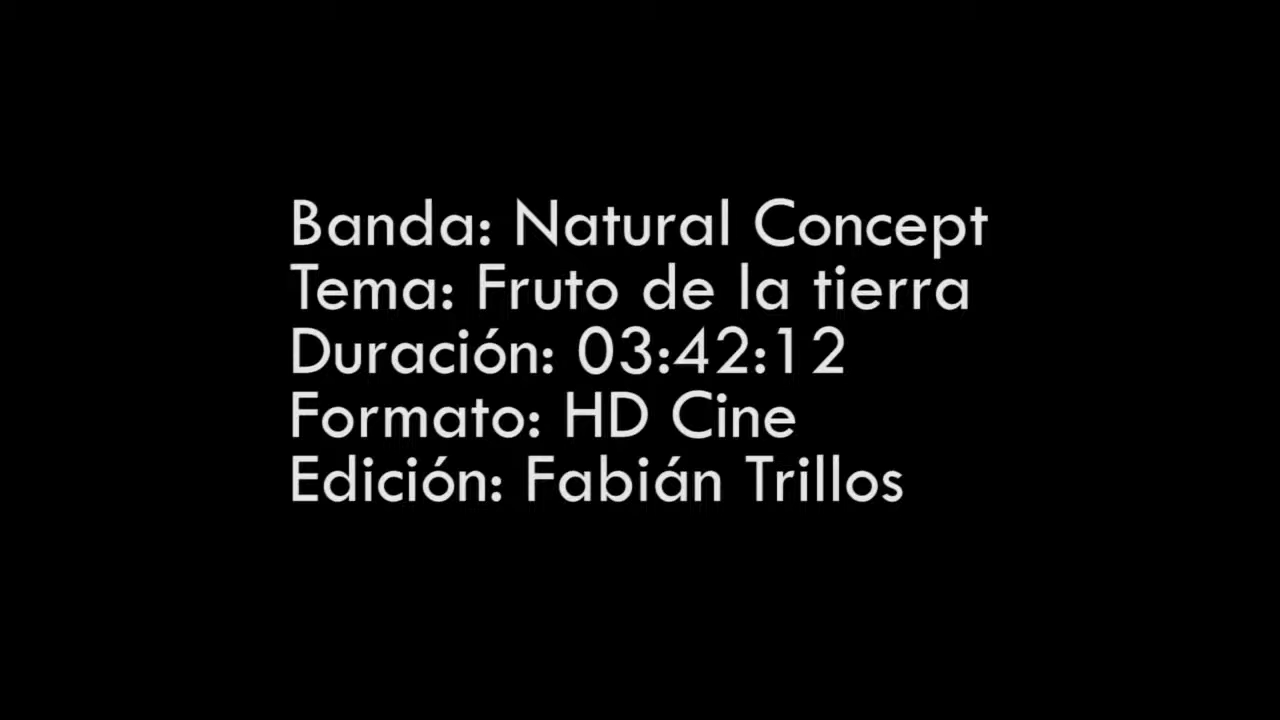 Banda: Natural Concept
Tema: Fruto de la tierra
Duración: 03:42:12
Formato: HD Cine
Edición: Fabián Trillos